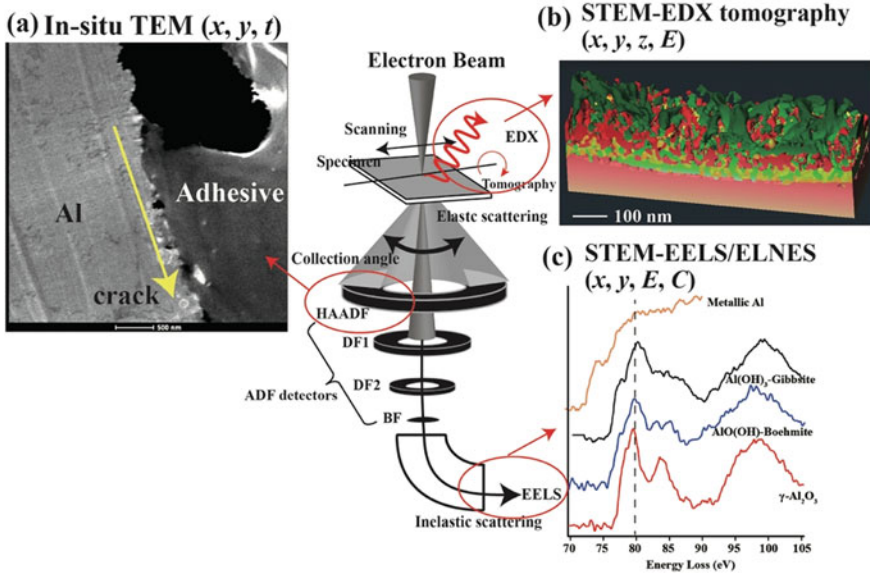 (a) In-situ TEM (x, y, t)
Al
Adhesive
crack
500 nm
Electron Beam
Scanning
Specimen
EDX
Tomography
Elastc scattering
Collection angle
HAADF
DF1
ADF detectors
DF2
BF
EELS
Inelastic scattering
(b) STEM-EDX tomography
(x, y, z, E)
100 nm
(c) STEM-EELS/ELNES
(x, y, E, C)
Metallic Al
Al(OH)₃-Gibbsite
AlO(OH)-Boehmite
γ-Al₂O₃
70 75 80 85 90 95 100 105
Energy Loss (eV)